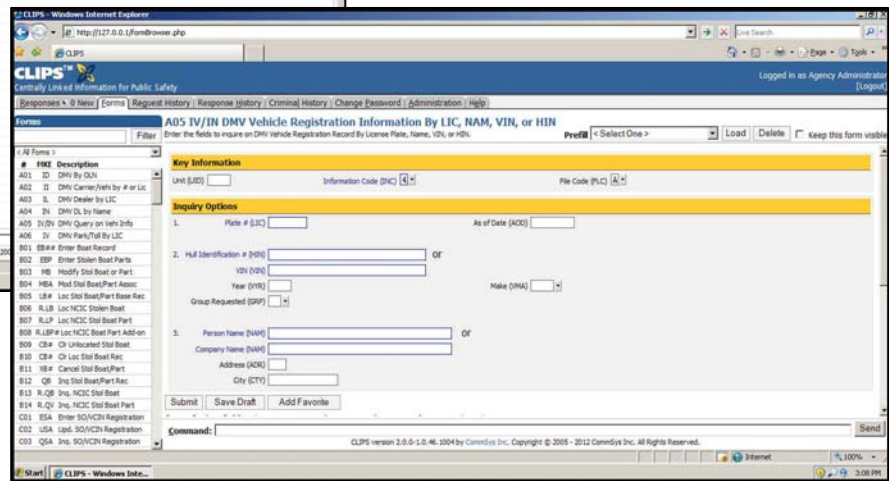 CLIPS - Windows Internet Explorer
http://127.0.0.1/formBrowser.php
Live Search
CLIPS
Page
Tools
CLIPS™
Centrally Linked Information for Public Safety
Logged in as Agency Administrator
[Logout]
Responses 0 New | Forms | Request History | Response History | Criminal History | Change Password | Administration | Help
Forms
Filter
A05 IV/IN DMV Vehicle Registration Information By LIC, NAM, VIN, or HIN
Enter the fields to inquire on DMV Vehicle Registration Record By License Plate, Name, VIN, or HIN.
Prefill < Select One > Load Delete Keep this form visible
< All Forms >
# MKE Description
A01 ID DMV By OLN
A02 II DMV Carrier/Vehi by # or Lic
A03 IL DMV Dealer by LIC
A04 IN DMV DL by Name
A05 IV/IN DMV Query on Vehi Info
A06 IV DMV Park/Toll By LIC
B01 EB## Enter Boat Record
B02 EBP Enter Stolen Boat Parts
B03 MB Modify Stol Boat or Part
B04 MBA Mod Stol Boat/Part Assoc
B05 LB# Loc Stol Boat/Part Base Rec
B06 R.LB Loc NCIC Stolen Boat
B07 R.LP Loc NCIC Stol Boat Part
B08 R.LBP# Loc NCIC Boat Part Add-on
B09 CB# Clr Unlocated Stol Boat
B10 CB# Clr Loc Stol Boat Rec
B11 XB# Cancel Stol Boat/Part
B12 QB Inq Stol Boat/Part Rec
B13 R.QB Inq. NCIC Stol Boat
B14 R.QV Inq. NCIC Stol Boat Part
C01 ESA Enter SO/VCIN Registration
C02 USA Upd. SO/VCIN Registration
C03 QSA Inq. SO/VCIN Registration
Key Information
Unit (UID) Information Code (INC) 4 File Code (FLC) A
Inquiry Options
1. Plate # (LIC) As of Date (AOD)
2. Hull Identification # (HIN) or
VIN (VIN)
Year (VYR) Make (VMA)
Group Requested (GRP)
3. Person Name (NAM) or
Company Name (NAM)
Address (ADR)
City (CTY)
Submit Save Draft Add Favorite
Command: Send
CLIPS version 2.0.0-1.0.46.1004 by CommSys Inc. Copyright © 2005 - 2012 CommSys Inc. All Rights Reserved.
Internet 100%
Start CLIPS - Windows Inte... 3:08 PM